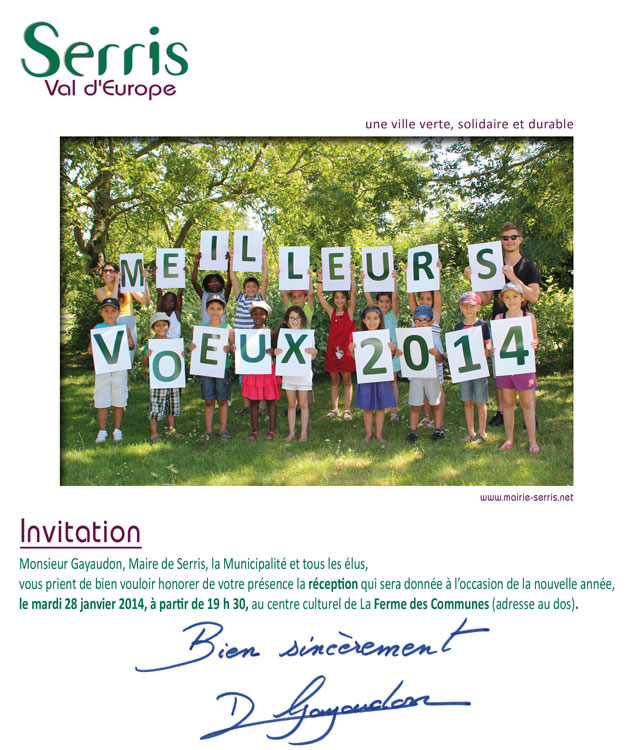 Serris
Val d'Europe
une ville verte, solidaire et durable
MEILLEURS
VOEUX 2014
www.mairie-serris.net
Invitation
Monsieur Gayaudon, Maire de Serris, la Municipalité et tous les élus,
vous prient de bien vouloir honorer de votre présence la réception qui sera donnée à l'occasion de la nouvelle année,
le mardi 28 janvier 2014, à partir de 19 h 30, au centre culturel de La Ferme des Communes (adresse au dos).
Bien sincèrement
D Gayaudon